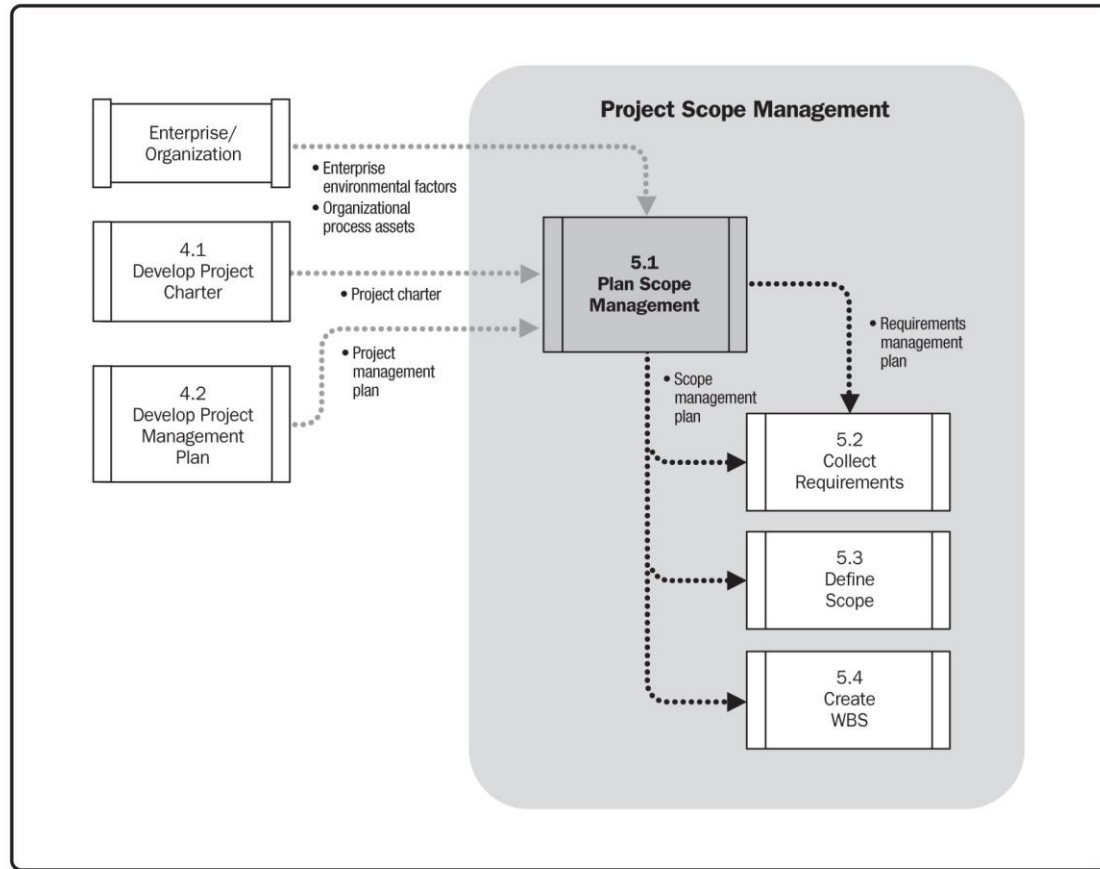 Project Scope Management
Enterprise/
Organization
• Enterprise
environmental factors
• Organizational
process assets
4.1
Develop Project
Charter
• Project charter
5.1
Plan Scope
Management
4.2
Develop Project
Management
Plan
• Project
management
plan
• Scope
management
plan
• Requirements
management
plan
5.2
Collect
Requirements
5.3
Define
Scope
5.4
Create
WBS